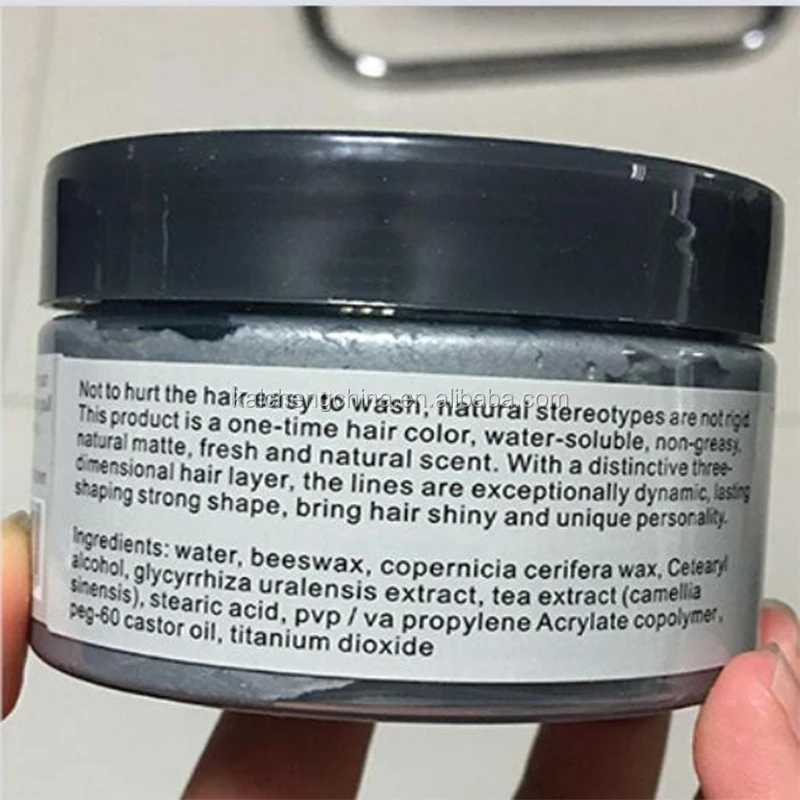 Not to hurt the hair easy to wash, natural stereotypes are not rigid
This product is a one-time hair color, water-soluble, non-greasy,
natural matte, fresh and natural scent. With a distinctive three-
dimensional hair layer, the lines are exceptionally dynamic, lasting
shaping strong shape, bring hair shiny and unique personality.
Ingredients: water, beeswax, copernicia cerifera wax, Cetearyl
alcohol, glycyrrhiza uralensis extract, tea extract (camellia
sinensis), stearic acid, pvp / va propylene Acrylate copolymer,
peg-60 castor oil, titanium dioxide
kaichengchina.en.alibaba.com